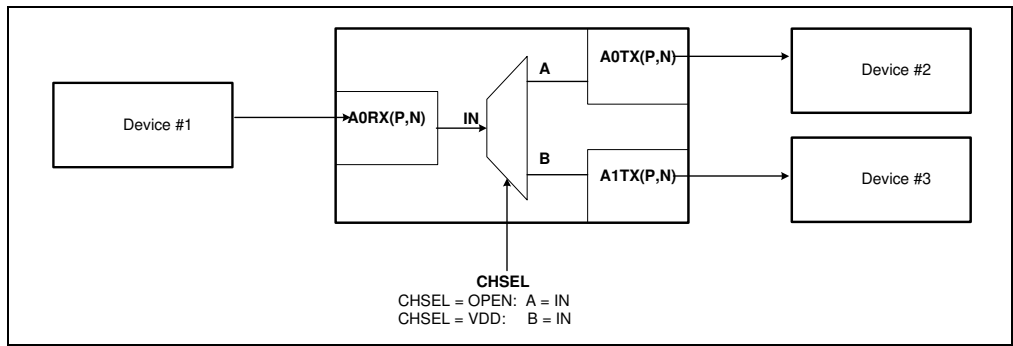 A
A0TX(P,N)
Device #2
Device #1
A0RX(P,N)
IN
B
A1TX(P,N)
Device #3
CHSEL
CHSEL = OPEN: A = IN
CHSEL = VDD: B = IN